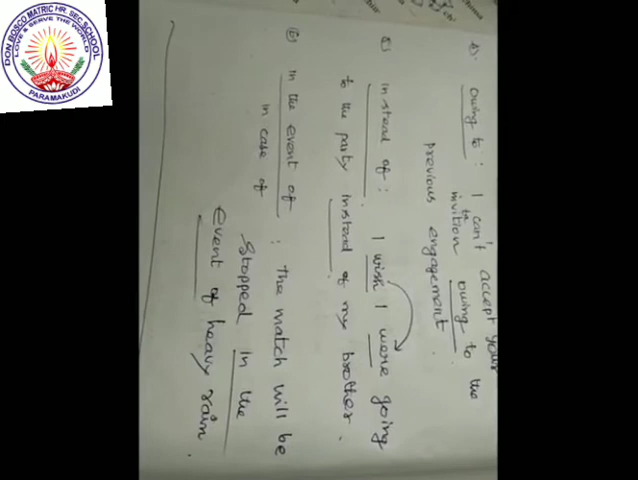 DON BOSCO MATRIC HR. SEC. SCHOOL
LOVE & SERVE THE WORLD
PARAMAKUDI
owing to : I can't accept your
invition ta owing to the
previous engagement.
c) Instead of : I wish I were going
to the party instead of my brother.
D) In the event of : The match will be
in case of
Stopped in the
event of heavy rain.